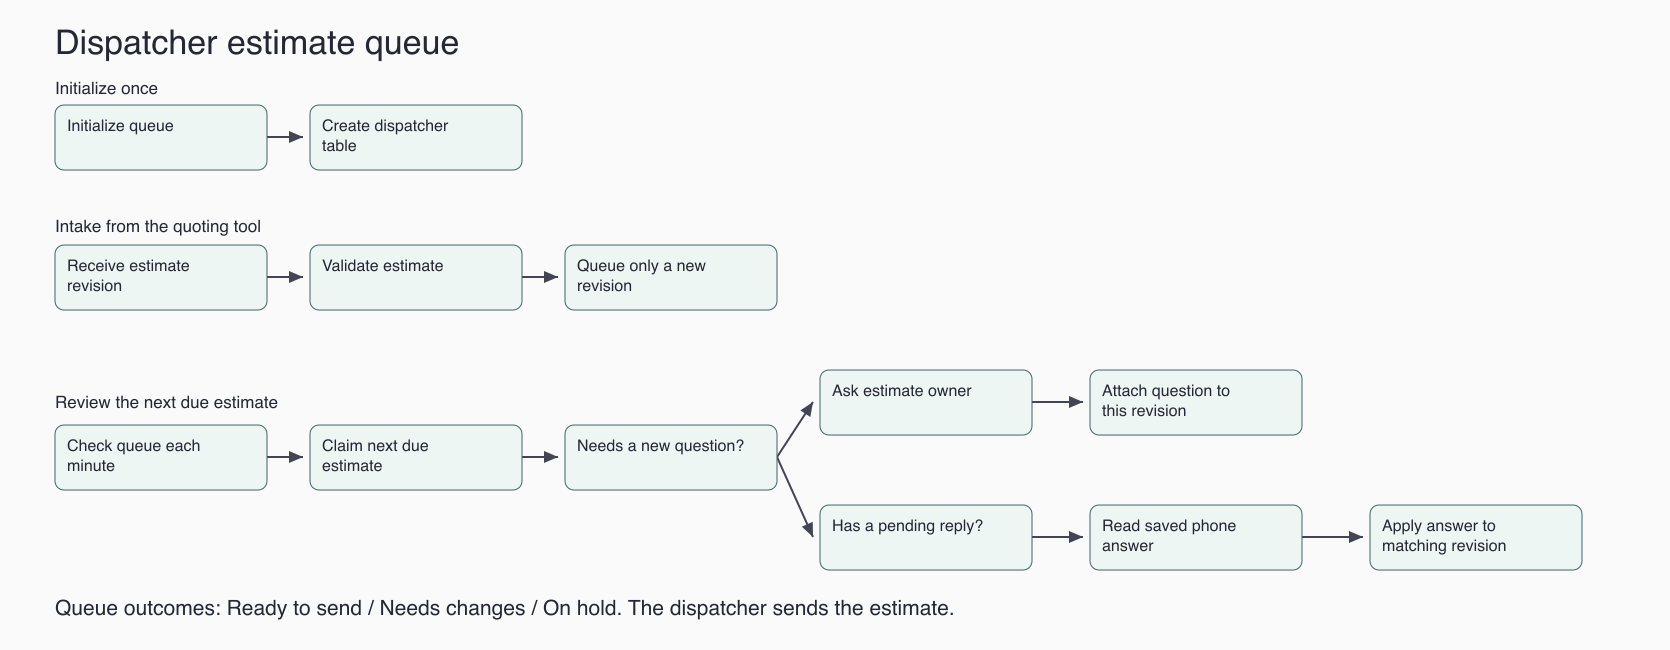 Dispatcher estimate queue
Initialize once
Initialize queue
Create dispatcher
table
Intake from the quoting tool
Receive estimate
revision
Validate estimate
Queue only a new
revision
Review the next due estimate
Check queue each
minute
Claim next due
estimate
Needs a new question?
Ask estimate owner
Attach question to
this revision
Has a pending reply?
Read saved phone
answer
Apply answer to
matching revision
Queue outcomes: Ready to send / Needs changes / On hold. The dispatcher sends the estimate.